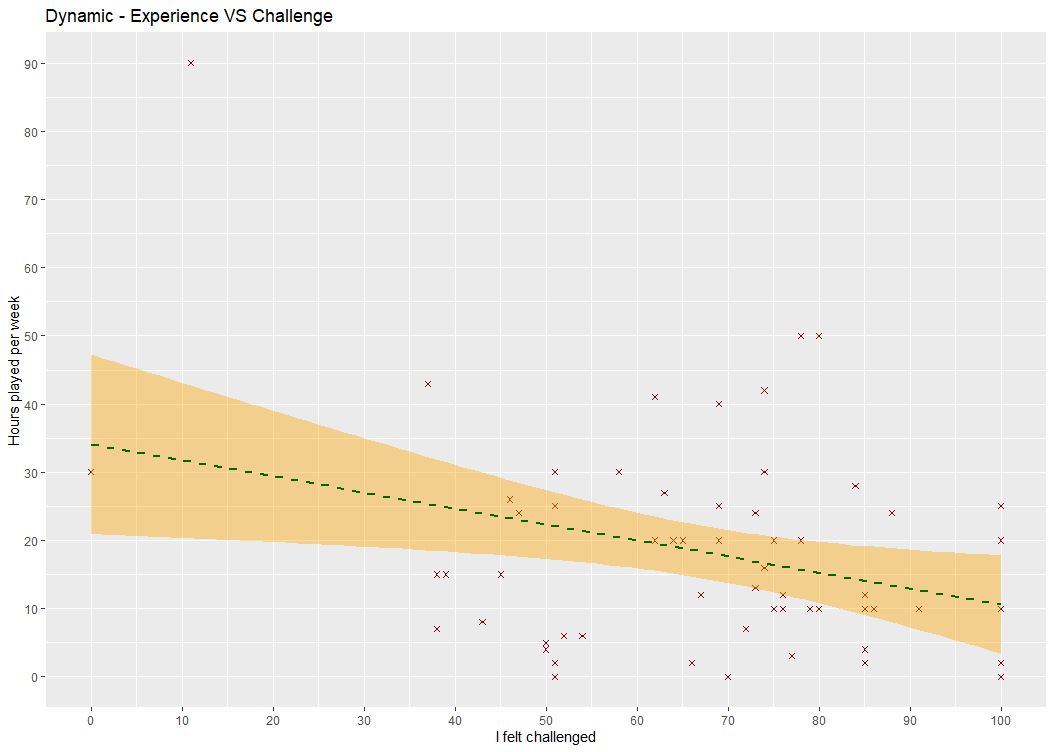 Dynamic - Experience VS Challenge
90
80
70
60
50
40
30
20
10
0
Hours played per week
0 10 20 30 40 50 60 70 80 90 100
I felt challenged